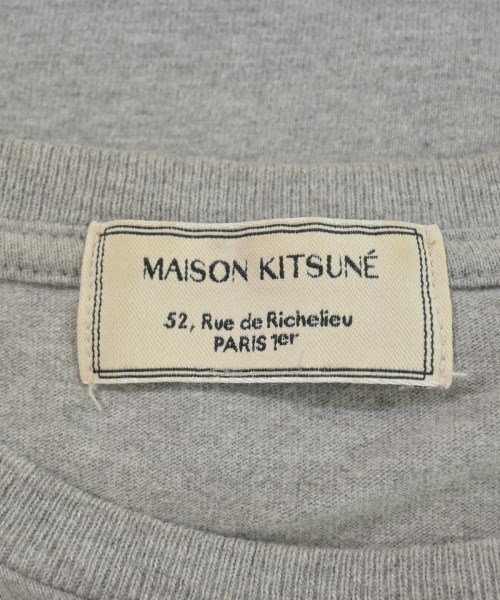 MAISON KITSUNÉ
52, Rue de Richelieu
PARIS 1er